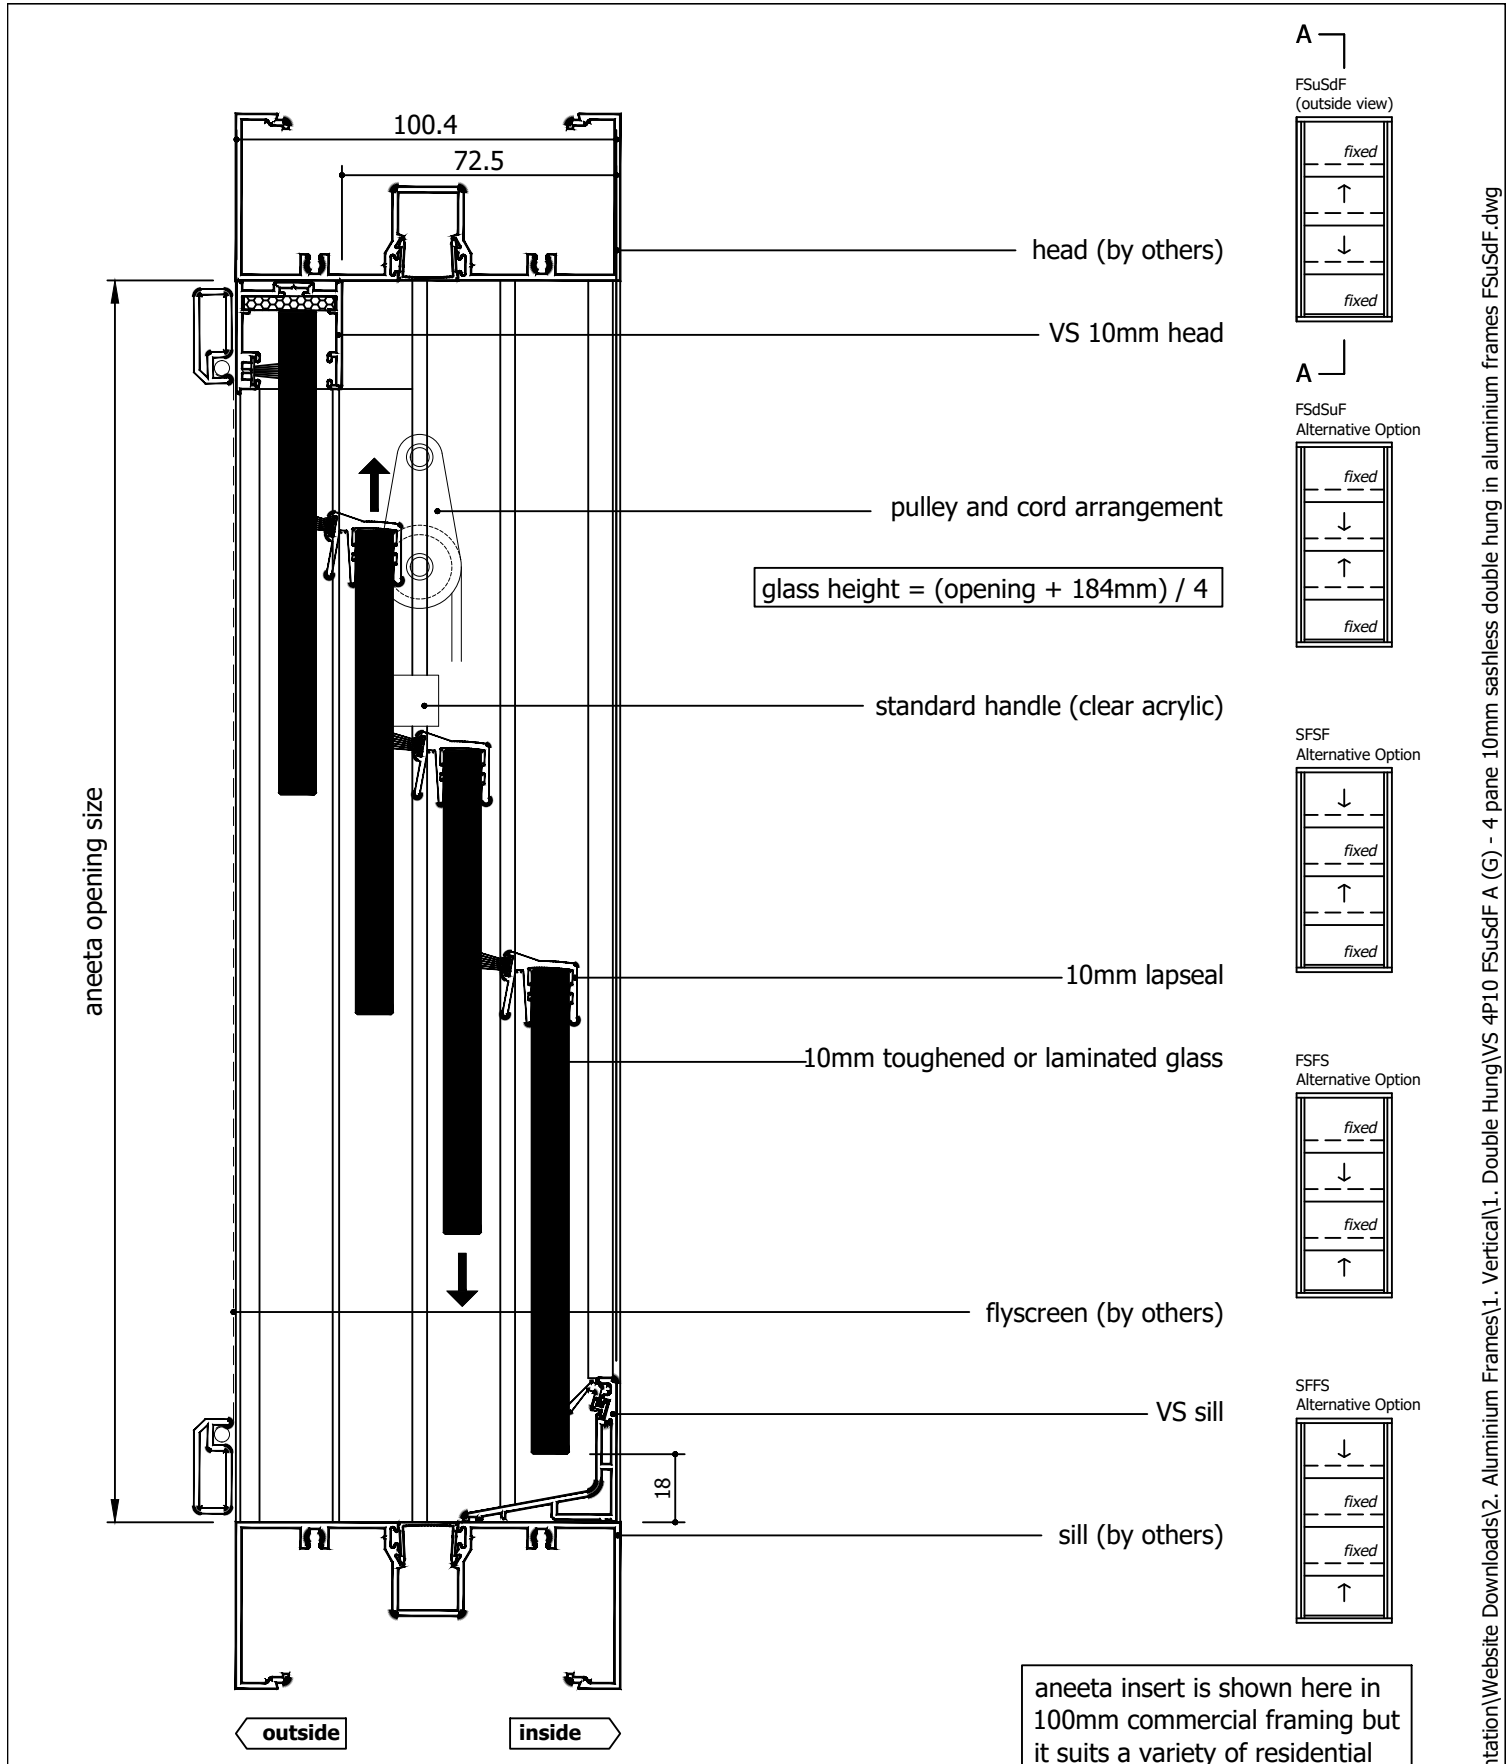 100.4
72.5
head (by others)
VS 10mm head
pulley and cord arrangement
glass height = (opening + 184mm) / 4
standard handle (clear acrylic)
10mm lapseal
10mm toughened or laminated glass
flyscreen (by others)
VS sill
18
sill (by others)
aneeta opening size
outside
inside
A
FSuSdF
(outside view)
fixed
fixed
A
FSdSuF
Alternative Option
fixed
fixed
SFSF
Alternative Option
fixed
fixed
FSFS
Alternative Option
fixed
fixed
SFFS
Alternative Option
fixed
fixed
aneeta insert is shown here in
100mm commercial framing but
it suits a variety of residential
tation\Website Downloads\2. Aluminium Frames\1. Vertical\1. Double Hung\VS 4P10 FSuSdF A (G) - 4 pane 10mm sashless double hung in aluminium frames FSuSdF.dwg